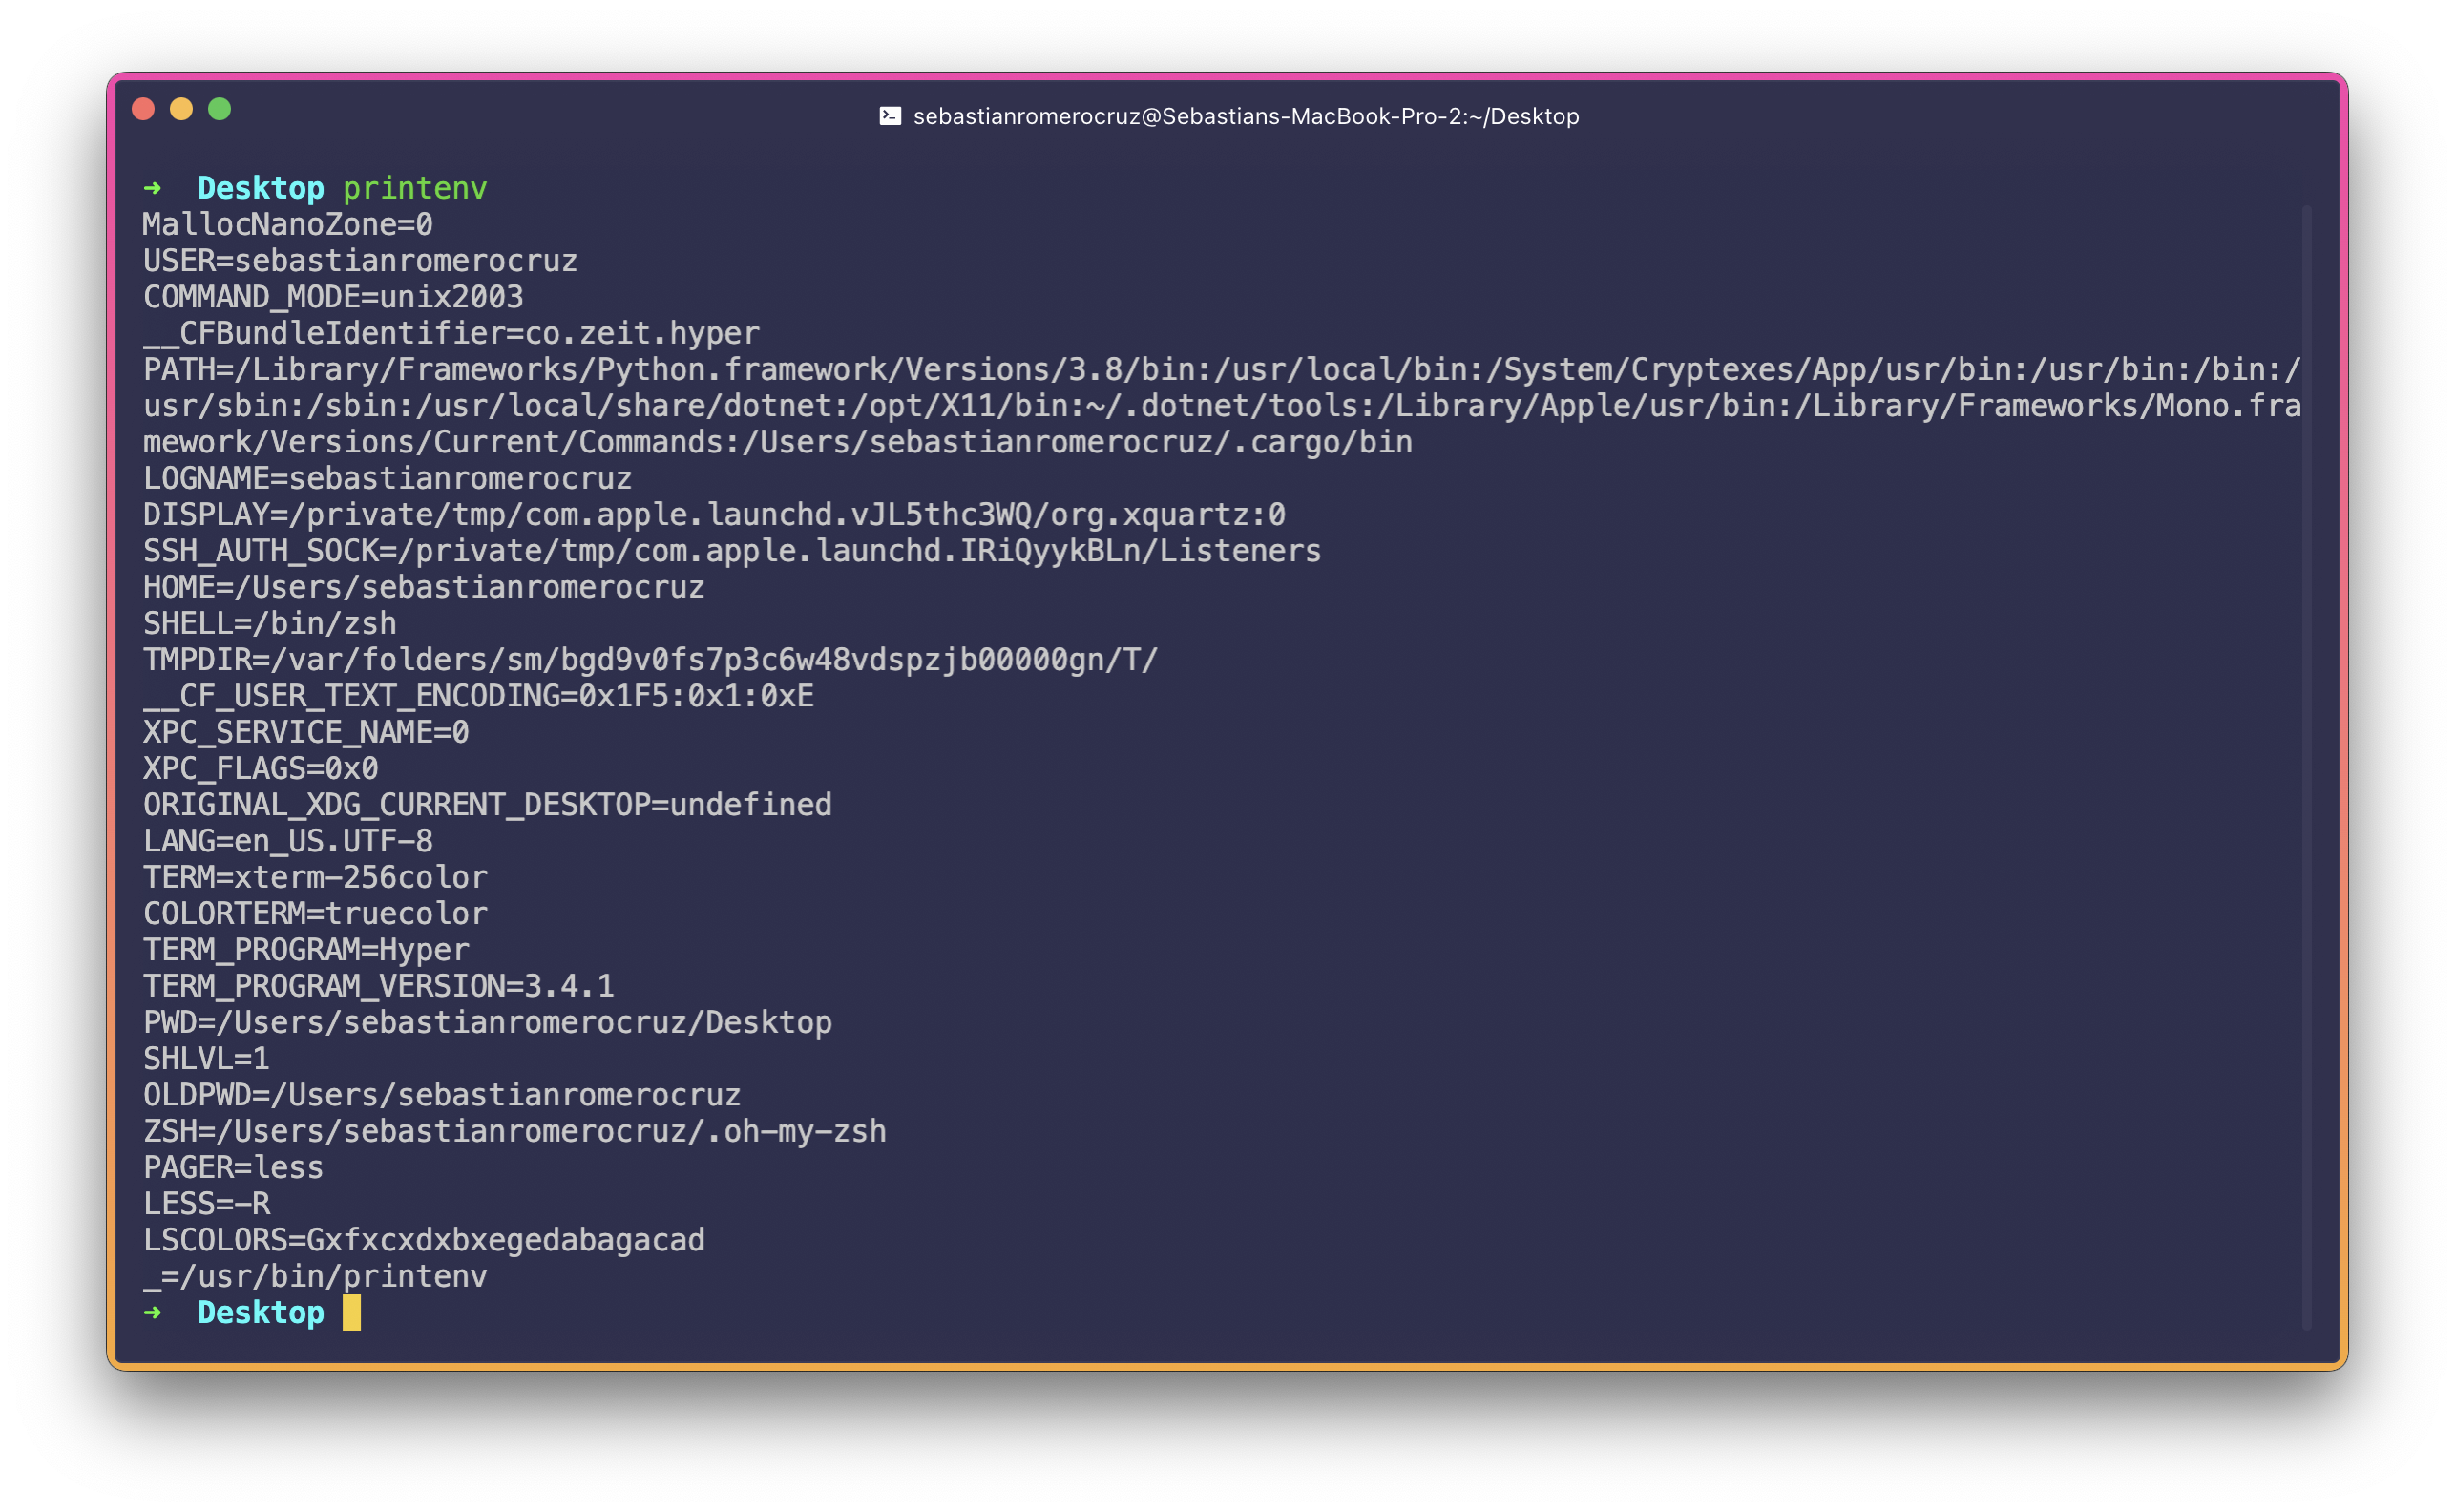 sebastianromerocruz@Sebastians-MacBook-Pro-2:~/Desktop
➜  Desktop printenv
MallocNanoZone=0
USER=sebastianromerocruz
COMMAND_MODE=unix2003
__CFBundleIdentifier=co.zeit.hyper
PATH=/Library/Frameworks/Python.framework/Versions/3.8/bin:/usr/local/bin:/System/Cryptexes/App/usr/bin:/usr/bin:/bin:/
usr/sbin:/sbin:/usr/local/share/dotnet:/opt/X11/bin:~/.dotnet/tools:/Library/Apple/usr/bin:/Library/Frameworks/Mono.fra
mework/Versions/Current/Commands:/Users/sebastianromerocruz/.cargo/bin
LOGNAME=sebastianromerocruz
DISPLAY=/private/tmp/com.apple.launchd.vJL5thc3WQ/org.xquartz:0
SSH_AUTH_SOCK=/private/tmp/com.apple.launchd.IRiQyykBLn/Listeners
HOME=/Users/sebastianromerocruz
SHELL=/bin/zsh
TMPDIR=/var/folders/sm/bgd9v0fs7p3c6w48vdspzjb00000gn/T/
__CF_USER_TEXT_ENCODING=0x1F5:0x1:0xE
XPC_SERVICE_NAME=0
XPC_FLAGS=0x0
ORIGINAL_XDG_CURRENT_DESKTOP=undefined
LANG=en_US.UTF-8
TERM=xterm-256color
COLORTERM=truecolor
TERM_PROGRAM=Hyper
TERM_PROGRAM_VERSION=3.4.1
PWD=/Users/sebastianromerocruz/Desktop
SHLVL=1
OLDPWD=/Users/sebastianromerocruz
ZSH=/Users/sebastianromerocruz/.oh-my-zsh
PAGER=less
LESS=-R
LSCOLORS=Gxfxcxdxbxegedabagacad
_=/usr/bin/printenv
➜  Desktop